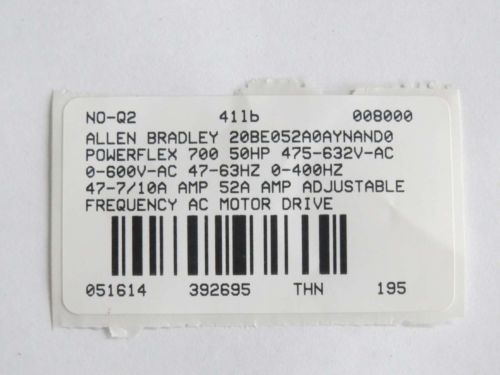 NO-Q2 41lb 008000
ALLEN BRADLEY 20BE052A0AYNAND0
POWERFLEX 700 50HP 475-632V-AC
0-600V-AC 47-63HZ 0-400HZ
47-7/10A AMP 52A AMP ADJUSTABLE
FREQUENCY AC MOTOR DRIVE
051614 392695 THN 195